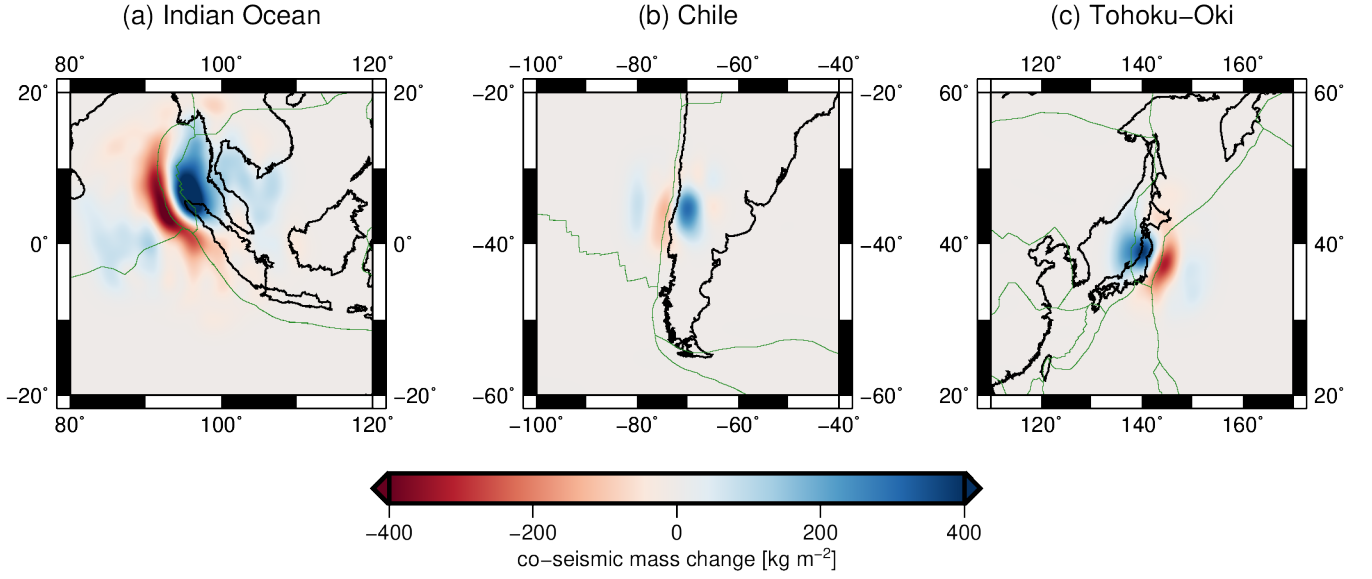 (a) Indian Ocean
(b) Chile
(c) Tohoku−Oki
80˚ 100˚ 120˚
−100˚ −80˚ −60˚ −40˚
120˚ 140˚ 160˚
20˚ 20˚ −20˚ −20˚ 60˚ 60˚
0˚ 0˚ −40˚ −40˚ 40˚ 40˚
−20˚ −20˚ −60˚ −60˚ 20˚ 20˚
80˚ 100˚ 120˚
−100˚ −80˚ −60˚ −40˚
120˚ 140˚ 160˚
−400 −200 0 200 400
co−seismic mass change [kg m⁻²]